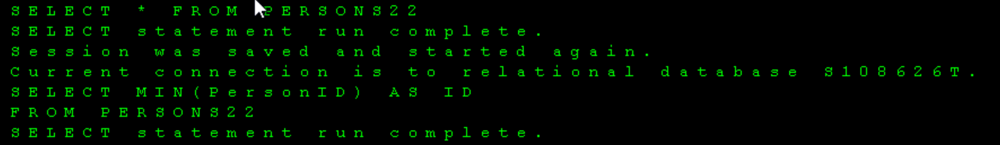 SELECT * FROM PERSONS22
SELECT statement run complete.
Session was saved and started again.
Current connection is to relational database S108626T.
SELECT MIN(PersonID) AS ID
FROM PERSONS22
SELECT statement run complete.